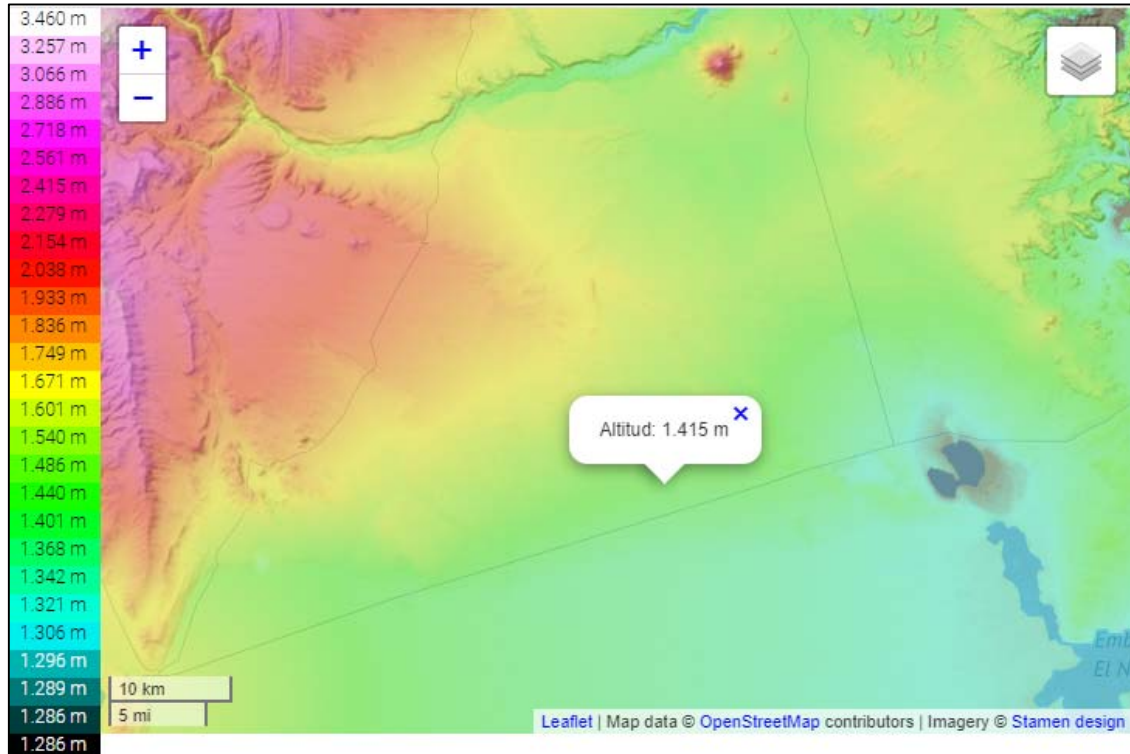 3.460 m
3.257 m
3.066 m
2.886 m
2.718 m
2.561 m
2.415 m
2.279 m
2.154 m
2.038 m
1.933 m
1.836 m
1.749 m
1.671 m
1.601 m
1.540 m
1.486 m
1.440 m
1.401 m
1.368 m
1.342 m
1.321 m
1.306 m
1.296 m
1.289 m
1.286 m
1.286 m
+
−
Altitud: 1.415 m ×
Emb
El N
10 km
5 mi
Leaflet | Map data © OpenStreetMap contributors | Imagery © Stamen design